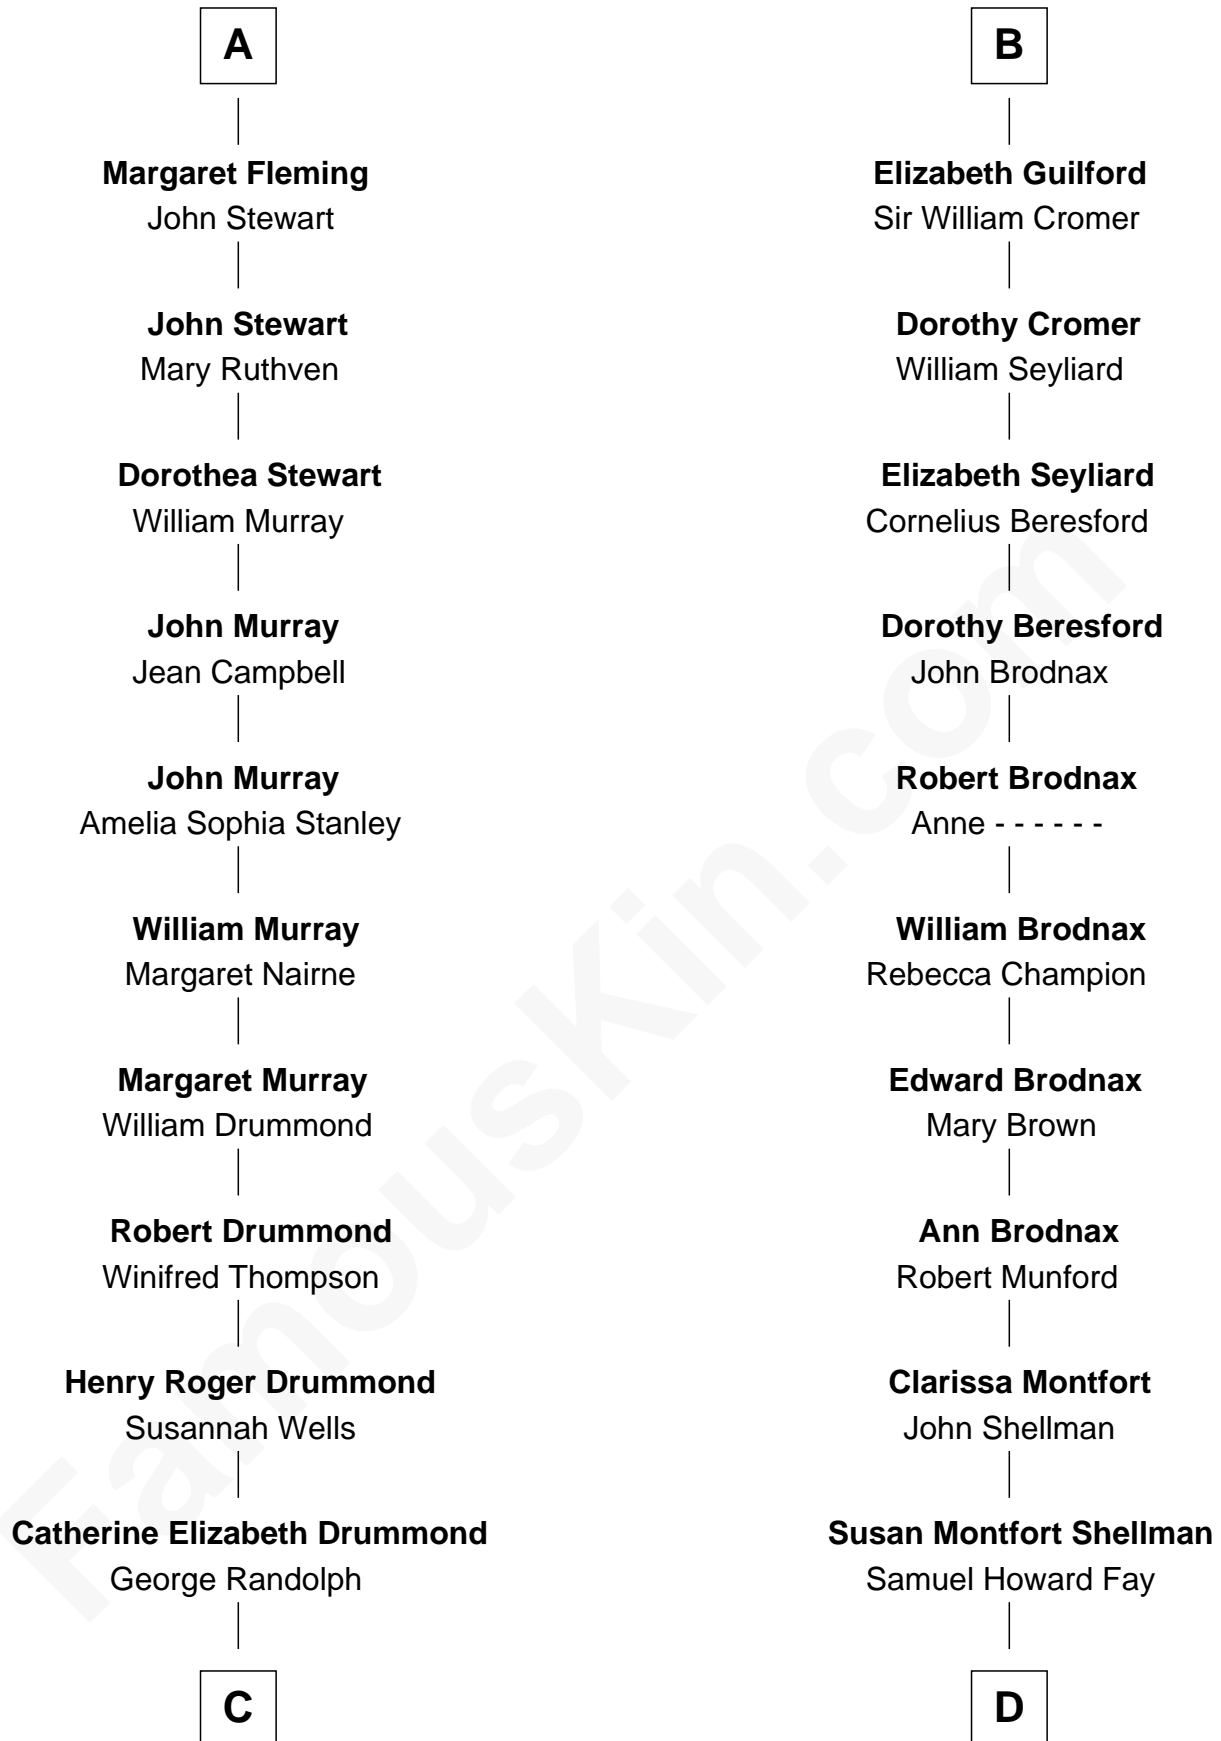 A
Margaret Fleming
John Stewart
John Stewart
Mary Ruthven
Dorothea Stewart
William Murray
John Murray
Jean Campbell
John Murray
Amelia Sophia Stanley
William Murray
Margaret Nairne
Margaret Murray
William Drummond
Robert Drummond
Winifred Thompson
Henry Roger Drummond
Susannah Wells
Catherine Elizabeth Drummond
George Randolph
C
B
Elizabeth Guilford
Sir William Cromer
Dorothy Cromer
William Seyliard
Elizabeth Seyliard
Cornelius Beresford
Dorothy Beresford
John Brodnax
Robert Brodnax
Anne - - - - - -
William Brodnax
Rebecca Champion
Edward Brodnax
Mary Brown
Ann Brodnax
Robert Munford
Clarissa Montfort
John Shellman
Susan Montfort Shellman
Samuel Howard Fay
D
FamousKin.com